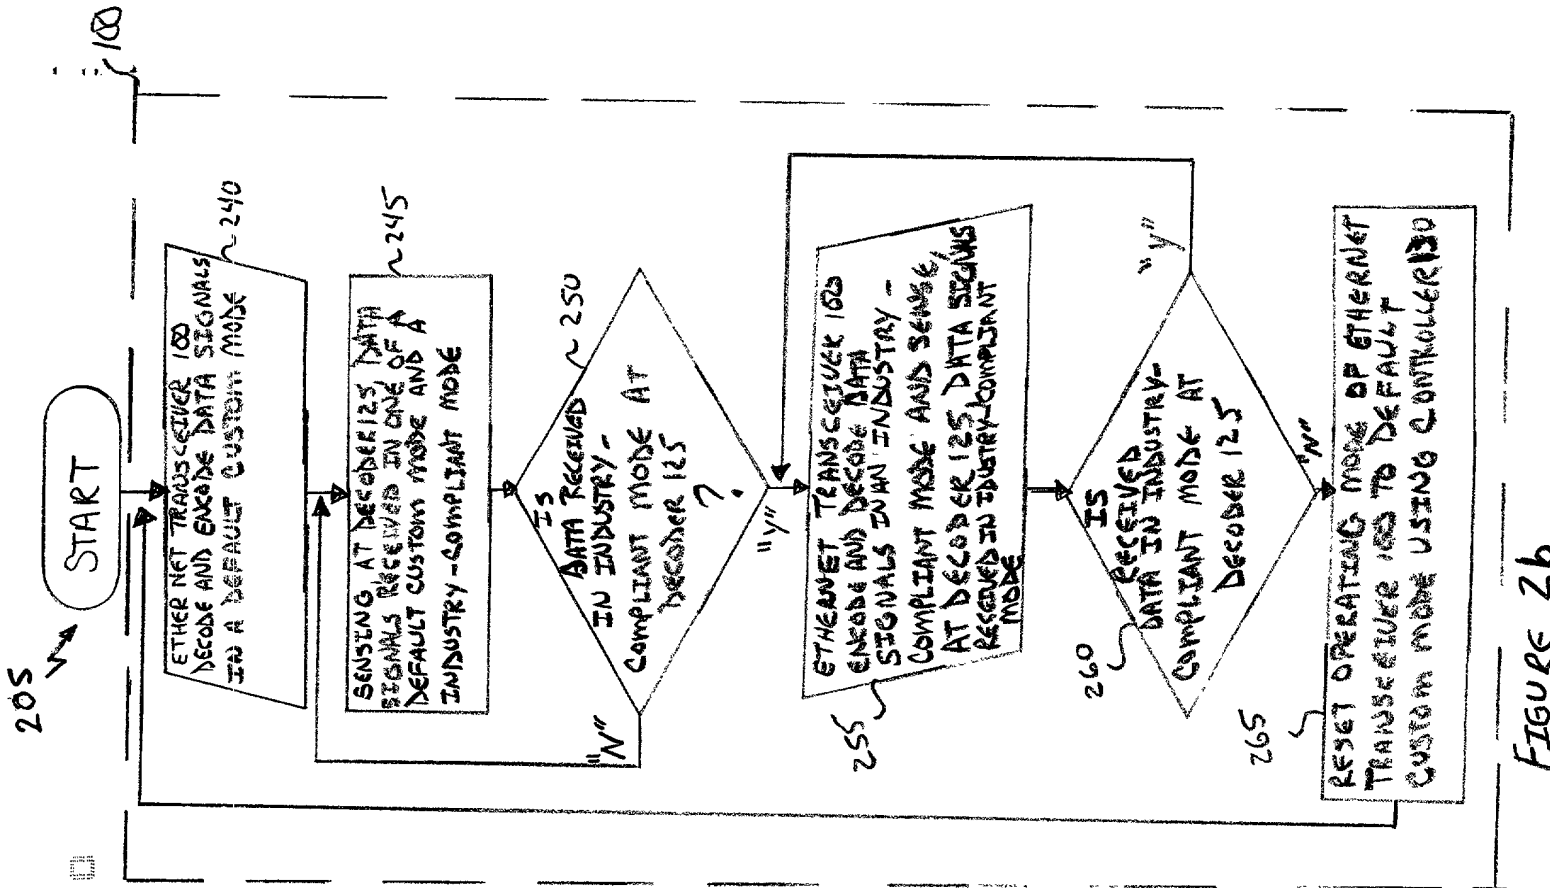 205
START
100
ETHERNET TRANSCEIVER 100
DECODE AND ENCODE DATA SIGNALS
IN A DEFAULT CUSTOM MODE
240
SENSING, AT DECODER 125, DATA
SIGNALS RECEIVED IN ONE OF A
DEFAULT CUSTOM MODE AND A
INDUSTRY-COMPLIANT MODE
245
IS
DATA RECEIVED
IN INDUSTRY-
COMPLIANT MODE AT
DECODER 125
?
250
"N"
"Y"
ETHERNET TRANSCEIVER 100
ENCODE AND DECODE DATA
SIGNALS IN AN INDUSTRY-
COMPLIANT MODE AND SENSE,
AT DECODER 125, DATA SIGNALS
RECEIVED IN IDUSTRY-COMPLIANT
MODE
255
IS
RECEIVED
DATA IN INDUSTRY-
COMPLIANT MODE AT
DECODER 125
260
"Y"
"N"
RESET OPERATING MODE OF ETHERNET
TRANSCEIVER 100 TO DEFAULT
CUSTOM MODE USING CONTROLLER 130
265
FIGURE 2b